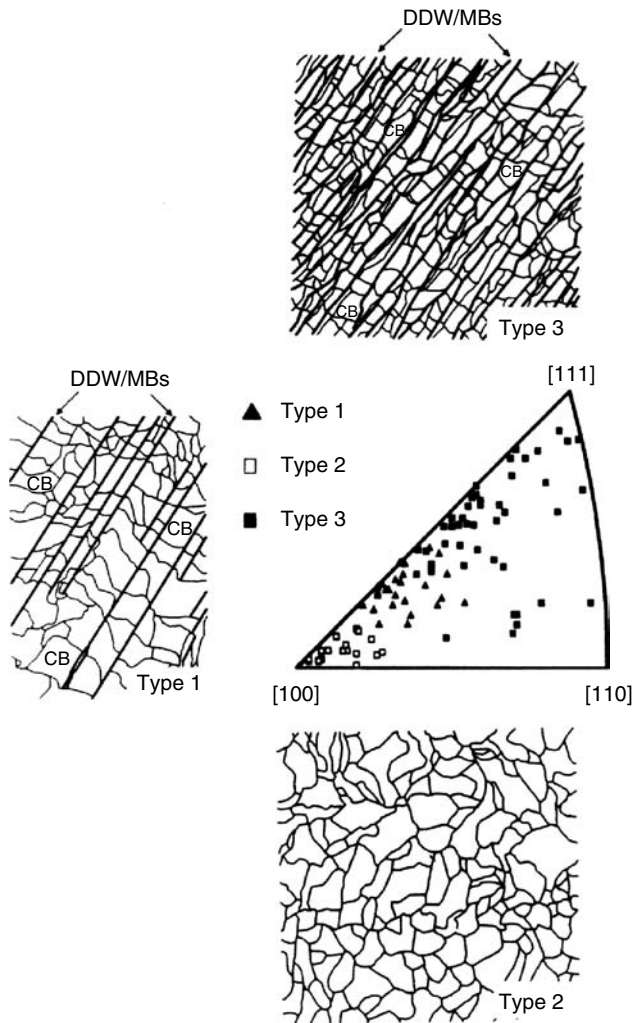 DDW/MBs
CB
CB
CB
Type 3
DDW/MBs
CB
CB
CB
Type 1
Type 1
Type 2
Type 3
[111]
[100]
[110]
Type 2